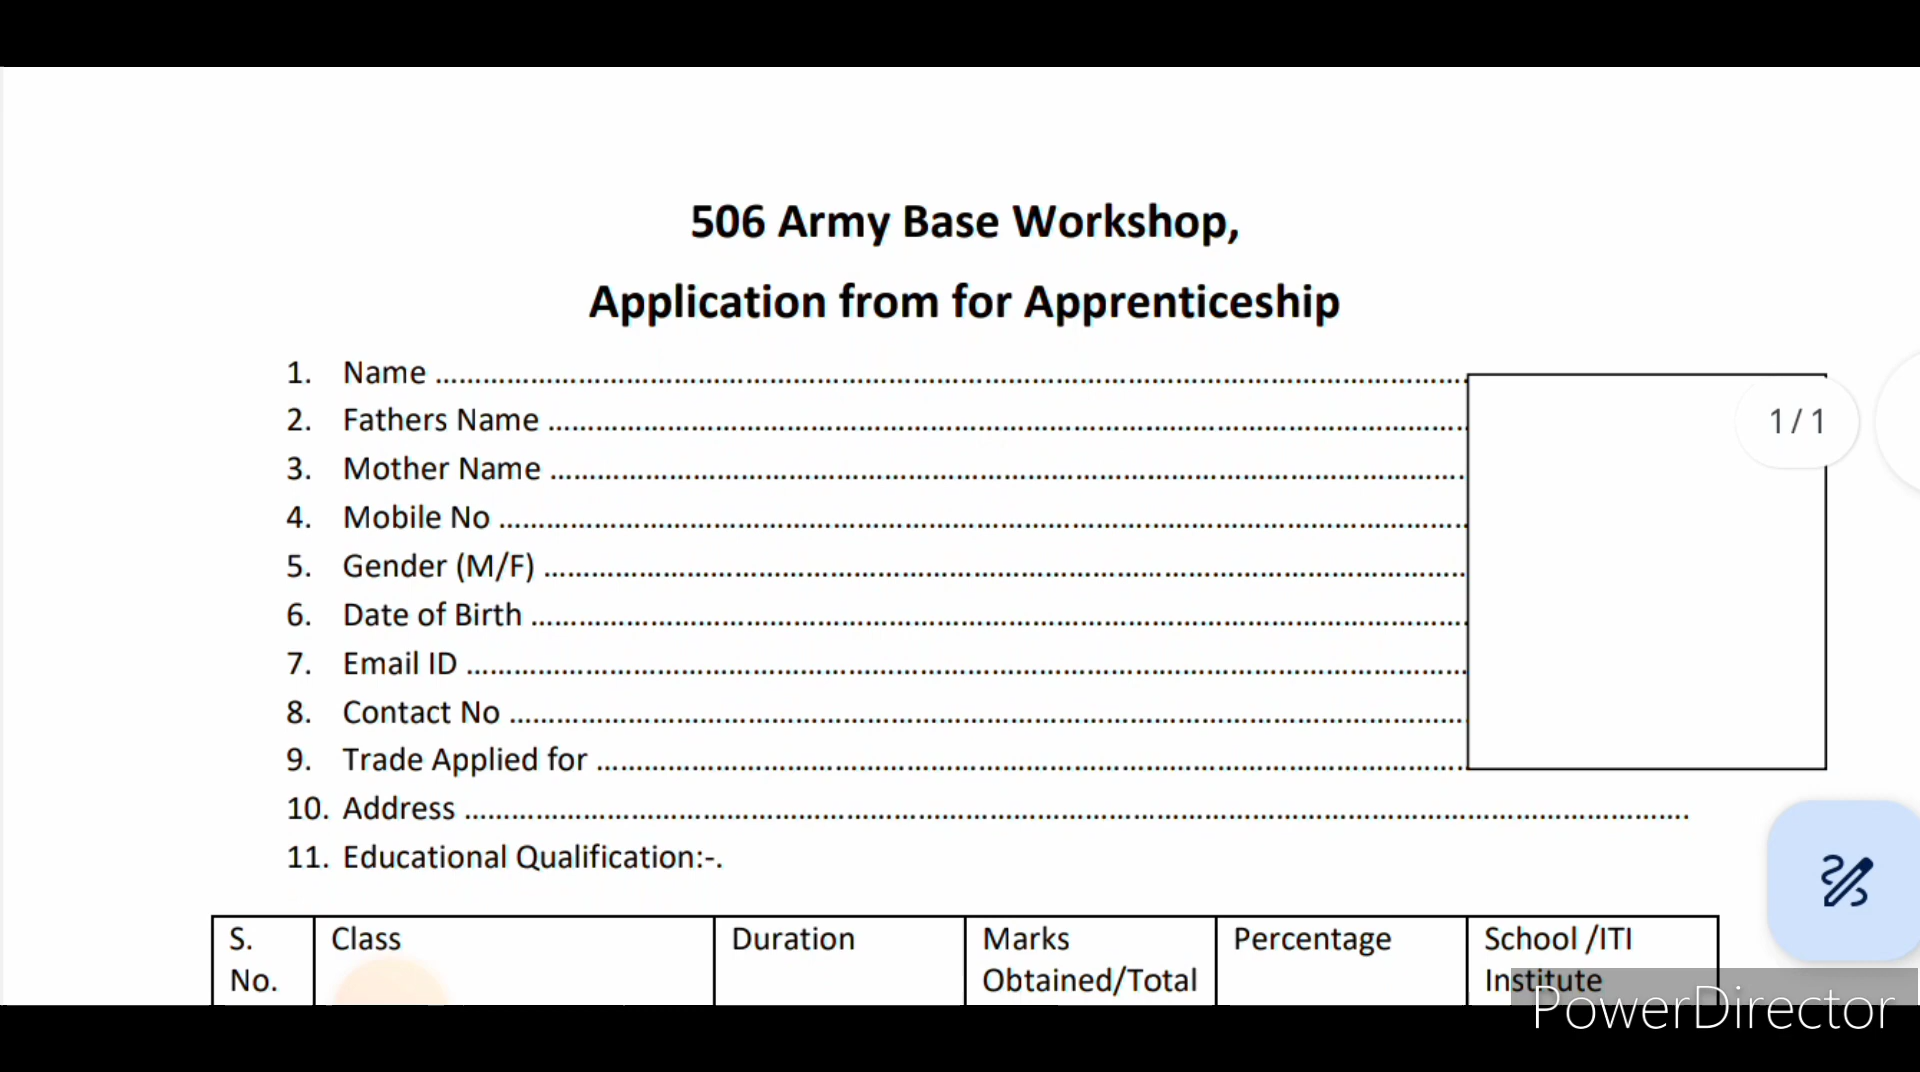 506 Army Base Workshop,
Application from for Apprenticeship
1. Name ................................................................
2. Fathers Name ................................................................
3. Mother Name ................................................................
4. Mobile No ................................................................
5. Gender (M/F) ................................................................
6. Date of Birth ................................................................
7. Email ID ................................................................
8. Contact No ................................................................
9. Trade Applied for ................................................................
10. Address ................................................................
11. Educational Qualification:-.
1 / 1
S. No. Class Duration Marks Obtained/Total Percentage School /ITI Institute
PowerDirector